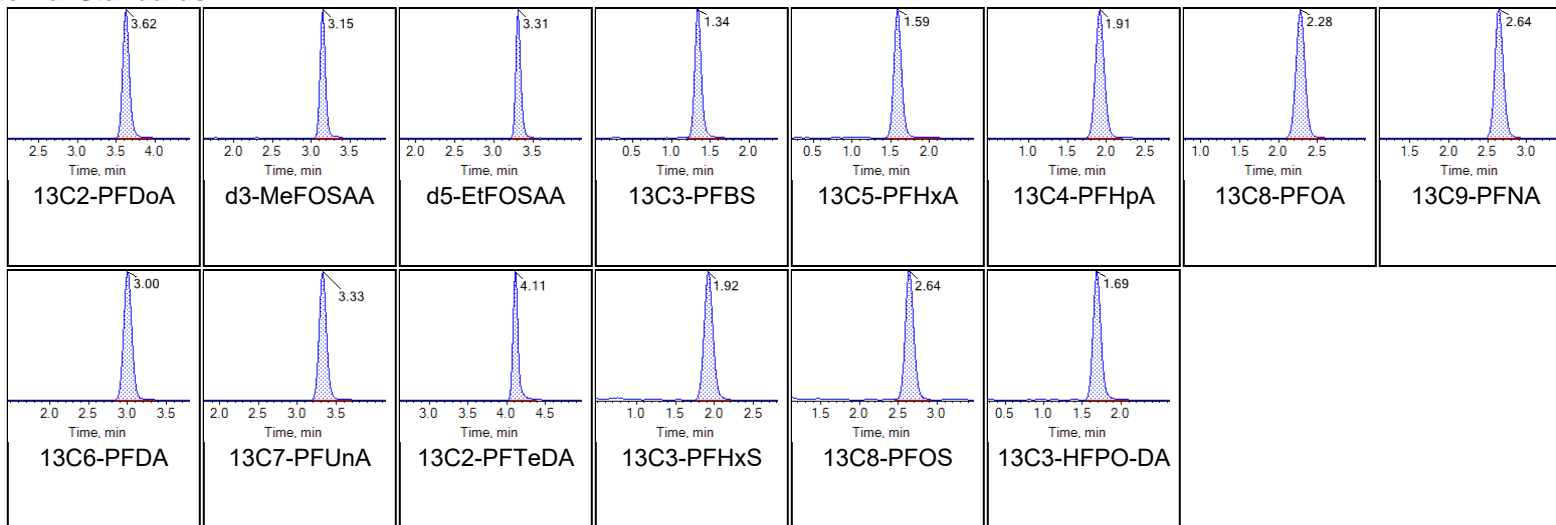 3.62 3.15 3.31 1.34 1.59 1.91 2.28 2.64
2.5 3.0 3.5 4.0 2.0 2.5 3.0 3.5 2.0 2.5 3.0 3.5 0.5 1.0 1.5 2.0 0.5 1.0 1.5 2.0 1.0 1.5 2.0 2.5 1.0 1.5 2.0 2.5 1.5 2.0 2.5 3.0
Time, min Time, min Time, min Time, min Time, min Time, min Time, min Time, min
13C2-PFDoA d3-MeFOSAA d5-EtFOSAA 13C3-PFBS 13C5-PFHxA 13C4-PFHpA 13C8-PFOA 13C9-PFNA
3.00 3.33 4.11 1.92 2.64 1.69
2.0 2.5 3.0 3.5 2.0 2.5 3.0 3.5 3.0 3.5 4.0 4.5 1.0 1.5 2.0 2.5 1.5 2.0 2.5 3.0 0.5 1.0 1.5 2.0
Time, min Time, min Time, min Time, min Time, min Time, min
13C6-PFDA 13C7-PFUnA 13C2-PFTeDA 13C3-PFHxS 13C8-PFOS 13C3-HFPO-DA